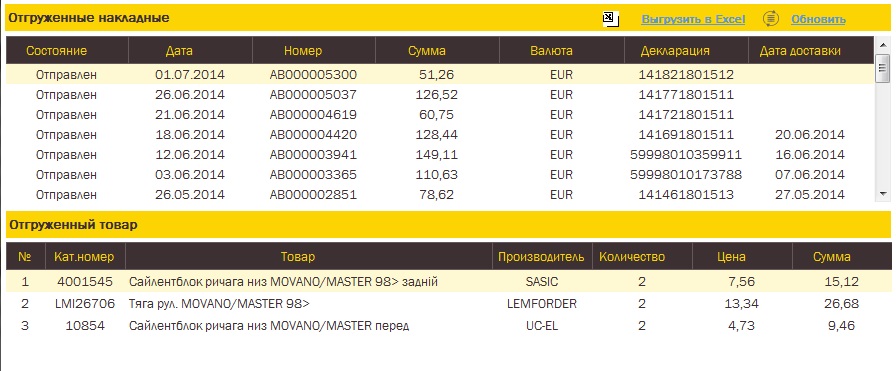 Отгруженные накладные Выгрузить в Excel Обновить
Состояние Дата Номер Сумма Валюта Декларация Дата доставки
Отправлен 01.07.2014 АВ000005300 51,26 EUR 141821801512
Отправлен 26.06.2014 АВ000005037 126,52 EUR 141771801511
Отправлен 21.06.2014 АВ000004619 60,75 EUR 141721801511
Отправлен 18.06.2014 АВ000004420 128,44 EUR 141691801511 20.06.2014
Отправлен 12.06.2014 АВ000003941 149,11 EUR 59998010359911 16.06.2014
Отправлен 03.06.2014 АВ000003365 110,63 EUR 59998010173788 07.06.2014
Отправлен 26.05.2014 АВ000002851 78,62 EUR 141461801513 27.05.2014
Отгруженный товар
№ Кат.номер Товар Производитель Количество Цена Сумма
1 4001545 Сайлентблок ричага низ MOVANO/MASTER 98> задній SASIC 2 7,56 15,12
2 LMI26706 Тяга рул. MOVANO/MASTER 98> LEMFORDER 2 13,34 26,68
3 10854 Сайлентблок ричага низ MOVANO/MASTER перед UC-EL 2 4,73 9,46